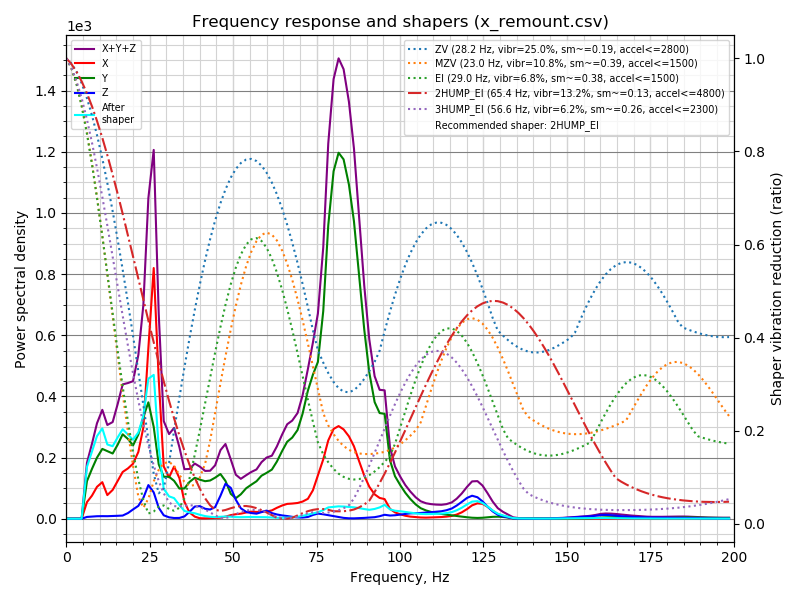 Frequency response and shapers (x_remount.csv)
1e3
X+Y+Z
X
Y
Z
After
shaper
ZV (28.2 Hz, vibr=25.0%, sm~=0.19, accel<=2800)
MZV (23.0 Hz, vibr=10.8%, sm~=0.39, accel<=1500)
EI (29.0 Hz, vibr=6.8%, sm~=0.38, accel<=1500)
2HUMP_EI (65.4 Hz, vibr=13.2%, sm~=0.13, accel<=4800)
3HUMP_EI (56.6 Hz, vibr=6.2%, sm~=0.26, accel<=2300)
Recommended shaper: 2HUMP_EI
Power spectral density
1.4
1.2
1.0
0.8
0.6
0.4
0.2
0.0
1.0
0.8
0.6
0.4
0.2
0.0
Shaper vibration reduction (ratio)
0 25 50 75 100 125 150 175 200
Frequency, Hz